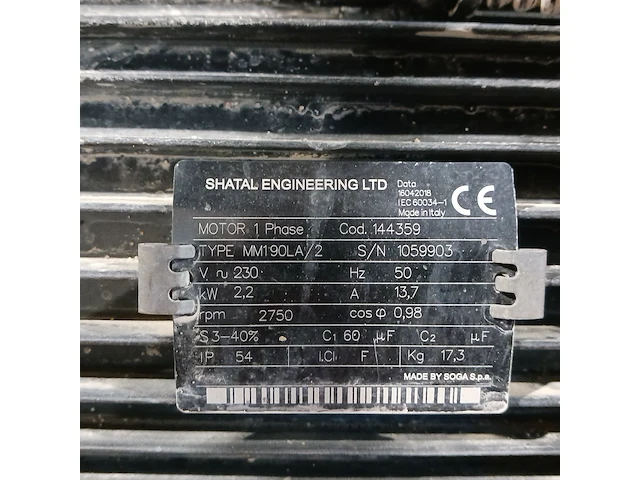 SHATAL ENGINEERING LTD
Data
16042018
IEC 60034-1
Made in Italy
CE
MOTOR 1 Phase Cod. 144359
TYPE MM190LA/2 S/N 1059903
V ~ 230 Hz 50
kW 2,2 A 13,7
rpm 2750 cos φ 0,98
S3-40% C1 60 µF C2 µF
IP 54 I.Cl F Kg 17,3
MADE BY SOGA S.p.a.